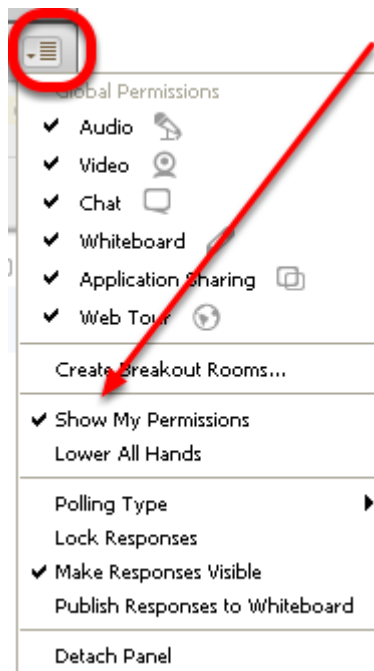 Global Permissions
Audio
Video
Chat
Whiteboard
Application Sharing
Web Tour
Create Breakout Rooms...
Show My Permissions
Lower All Hands
Polling Type
Lock Responses
Make Responses Visible
Publish Responses to Whiteboard
Detach Panel